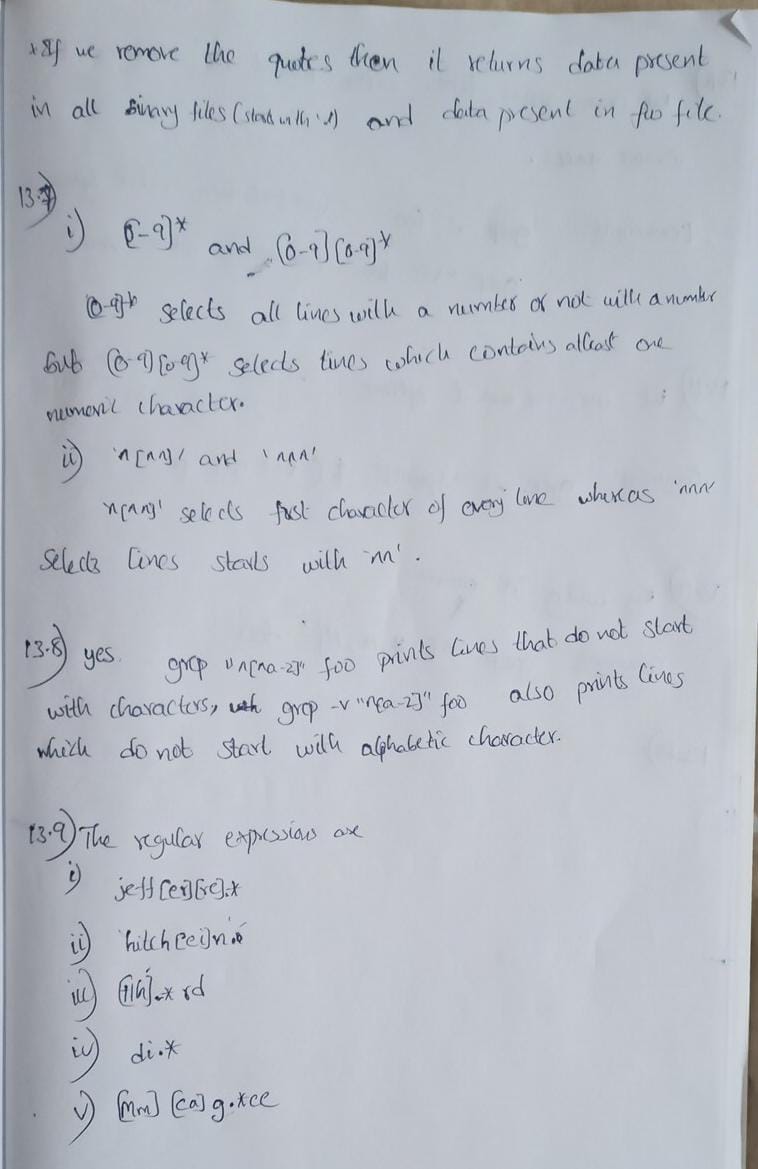 * If we remove the quotes then it returns data present
in all Binary files (start with '.') and data present in foo file.
13.7)
i) [0-9]* and [0-9][0-9]*
[0-9]* selects all lines with a number or not with a number
but [0-9][0-9]* selects lines which contains atleast one
numeric character.
ii) '^[^^]' and '^^^'
'^[^^]' selects first character of every line whereas '^^^'
selects lines starts with '^^'.
13.8) yes. grep "^[^a-z]" foo prints lines that do not start
with characters, grep -v "^[a-z]" foo also prints lines
which do not start with alphabetic character.
13.9) The regular expressions are
i) jeff[er][ie].*
ii) hitch[ei]n.*
iii) .* rd
iv) di.*
v) [Mm][ca]g.*ee